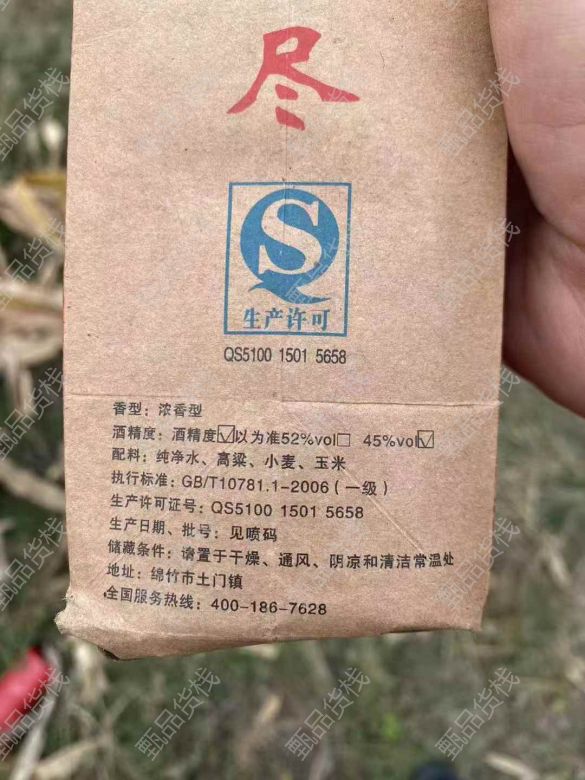 尽
S
生产许可
QS5100 1501 5658
香型：浓香型
酒精度：酒精度☑以为准52%vol☐ 45%vol☑
配料：纯净水、高粱、小麦、玉米
执行标准：GB/T10781.1-2006（一级）
生产许可证号：QS5100 1501 5658
生产日期、批号：见喷码
储藏条件：请置于干燥、通风、阴凉和清洁常温处
地址：绵竹市土门镇
全国服务热线：400-186-7628
甄品货栈